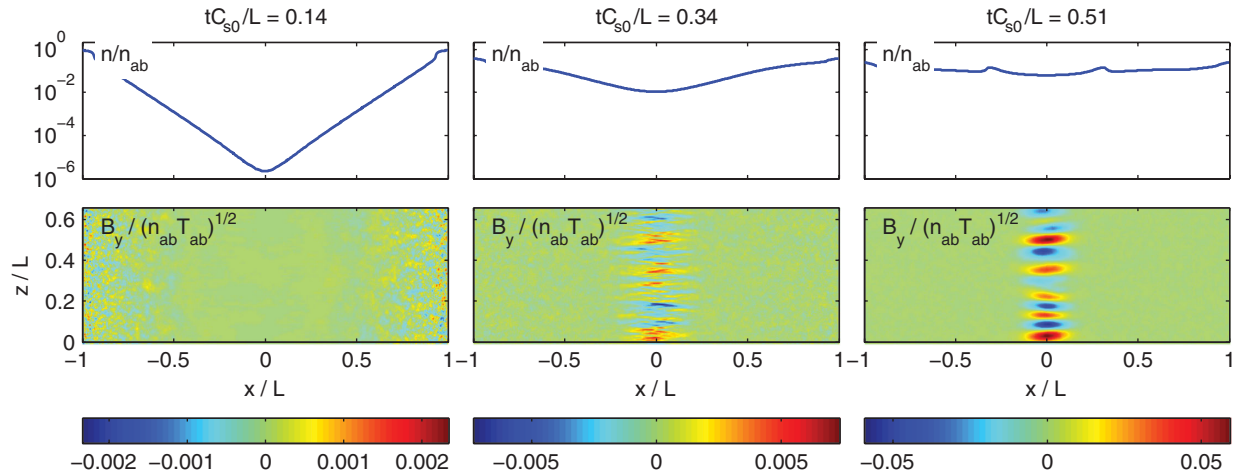 tC_s0/L = 0.14 tC_s0/L = 0.34 tC_s0/L = 0.51
10^0
10^−2
10^−4
10^−6
n/n_ab n/n_ab n/n_ab
B_y / (n_ab T_ab)^1/2 B_y / (n_ab T_ab)^1/2 B_y / (n_ab T_ab)^1/2
z / L
0.6
0.4
0.2
0
−1 −0.5 0 0.5 1 −1 −0.5 0 0.5 1 −1 −0.5 0 0.5 1
x / L x / L x / L
−0.002 −0.001 0 0.001 0.002 −0.005 0 0.005 −0.05 0 0.05